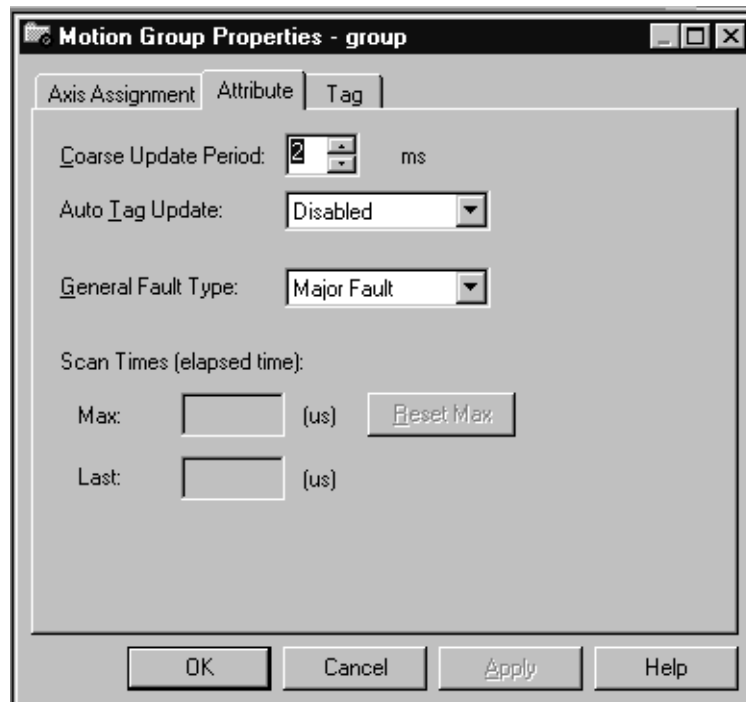 Motion Group Properties - group
Axis Assignment Attribute Tag
Coarse Update Period: 2 ms
Auto Tag Update: Disabled
General Fault Type: Major Fault
Scan Times (elapsed time):
Max: (us) Reset Max
Last: (us)
OK Cancel Apply Help